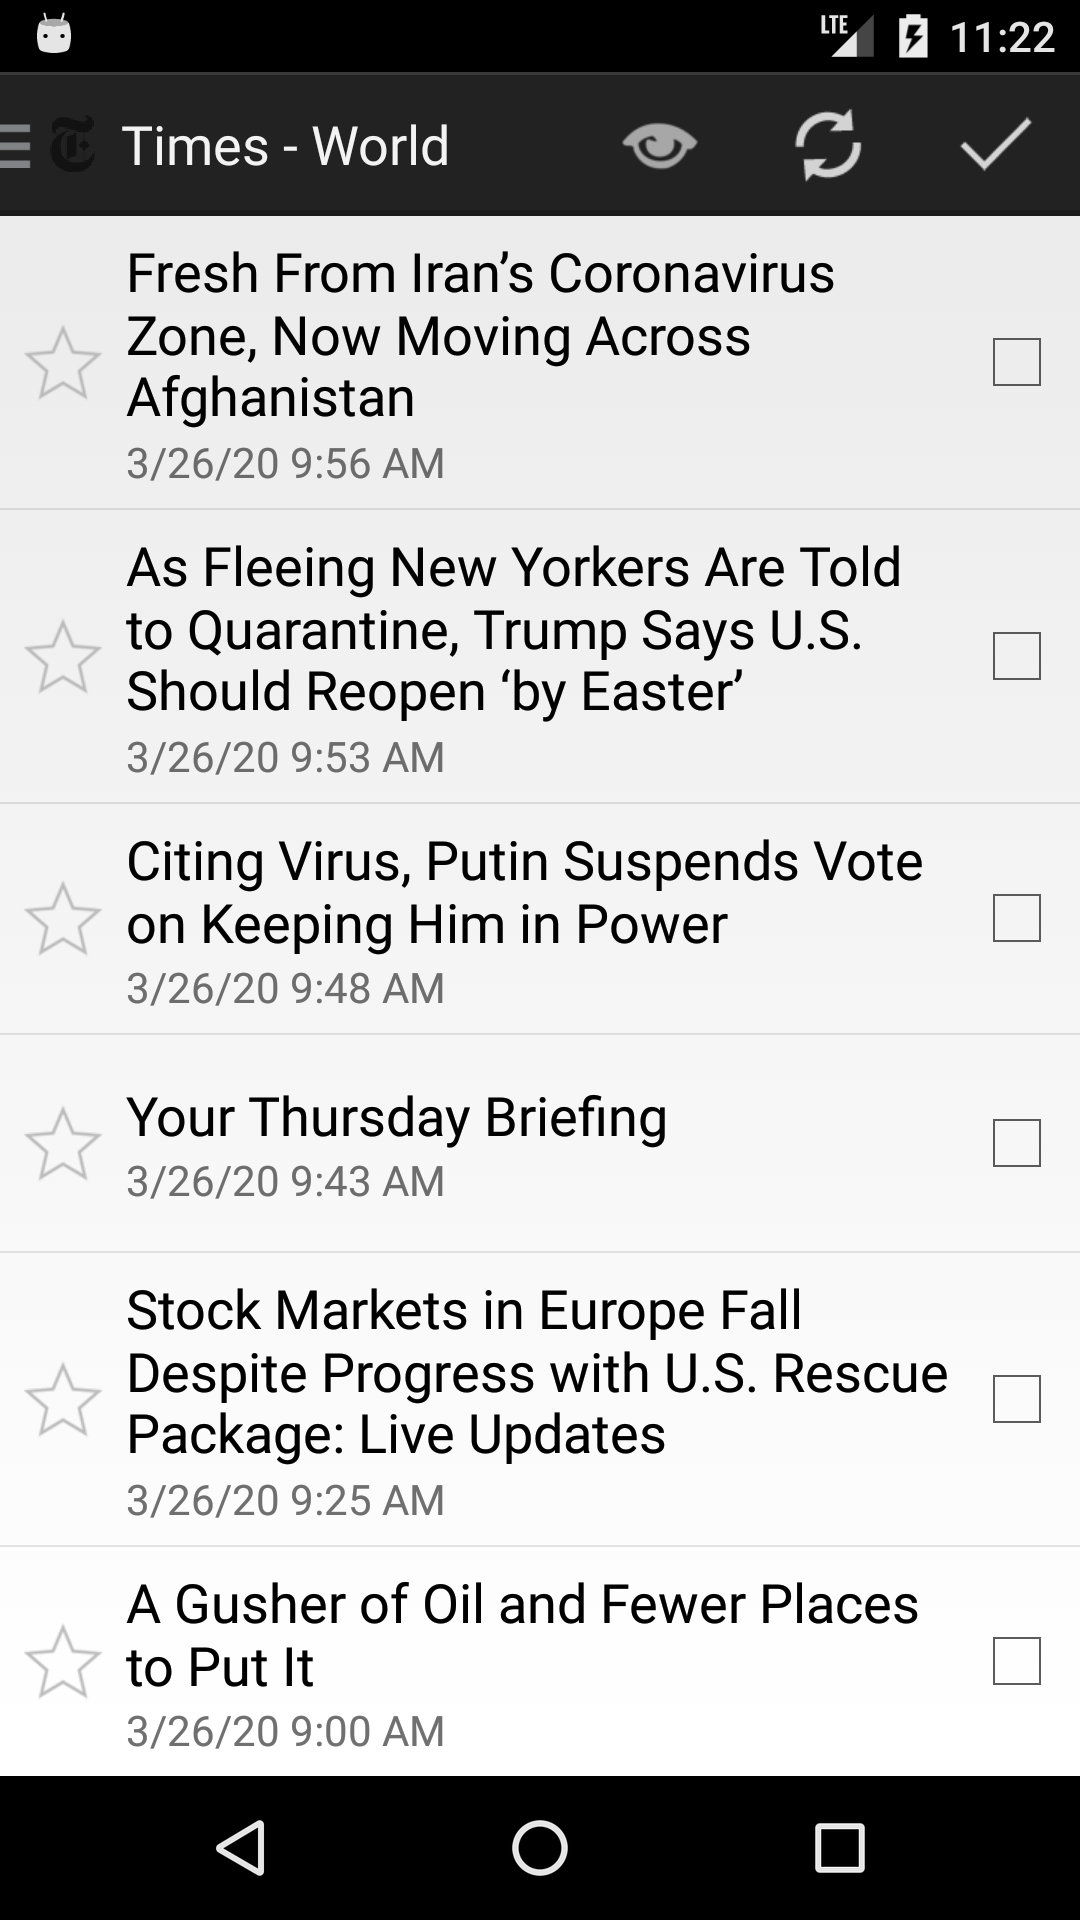 LTE 11:22
Times - World
Fresh From Iran’s Coronavirus
Zone, Now Moving Across
Afghanistan
3/26/20 9:56 AM
As Fleeing New Yorkers Are Told
to Quarantine, Trump Says U.S.
Should Reopen ‘by Easter’
3/26/20 9:53 AM
Citing Virus, Putin Suspends Vote
on Keeping Him in Power
3/26/20 9:48 AM
Your Thursday Briefing
3/26/20 9:43 AM
Stock Markets in Europe Fall
Despite Progress with U.S. Rescue
Package: Live Updates
3/26/20 9:25 AM
A Gusher of Oil and Fewer Places
to Put It
3/26/20 9:00 AM